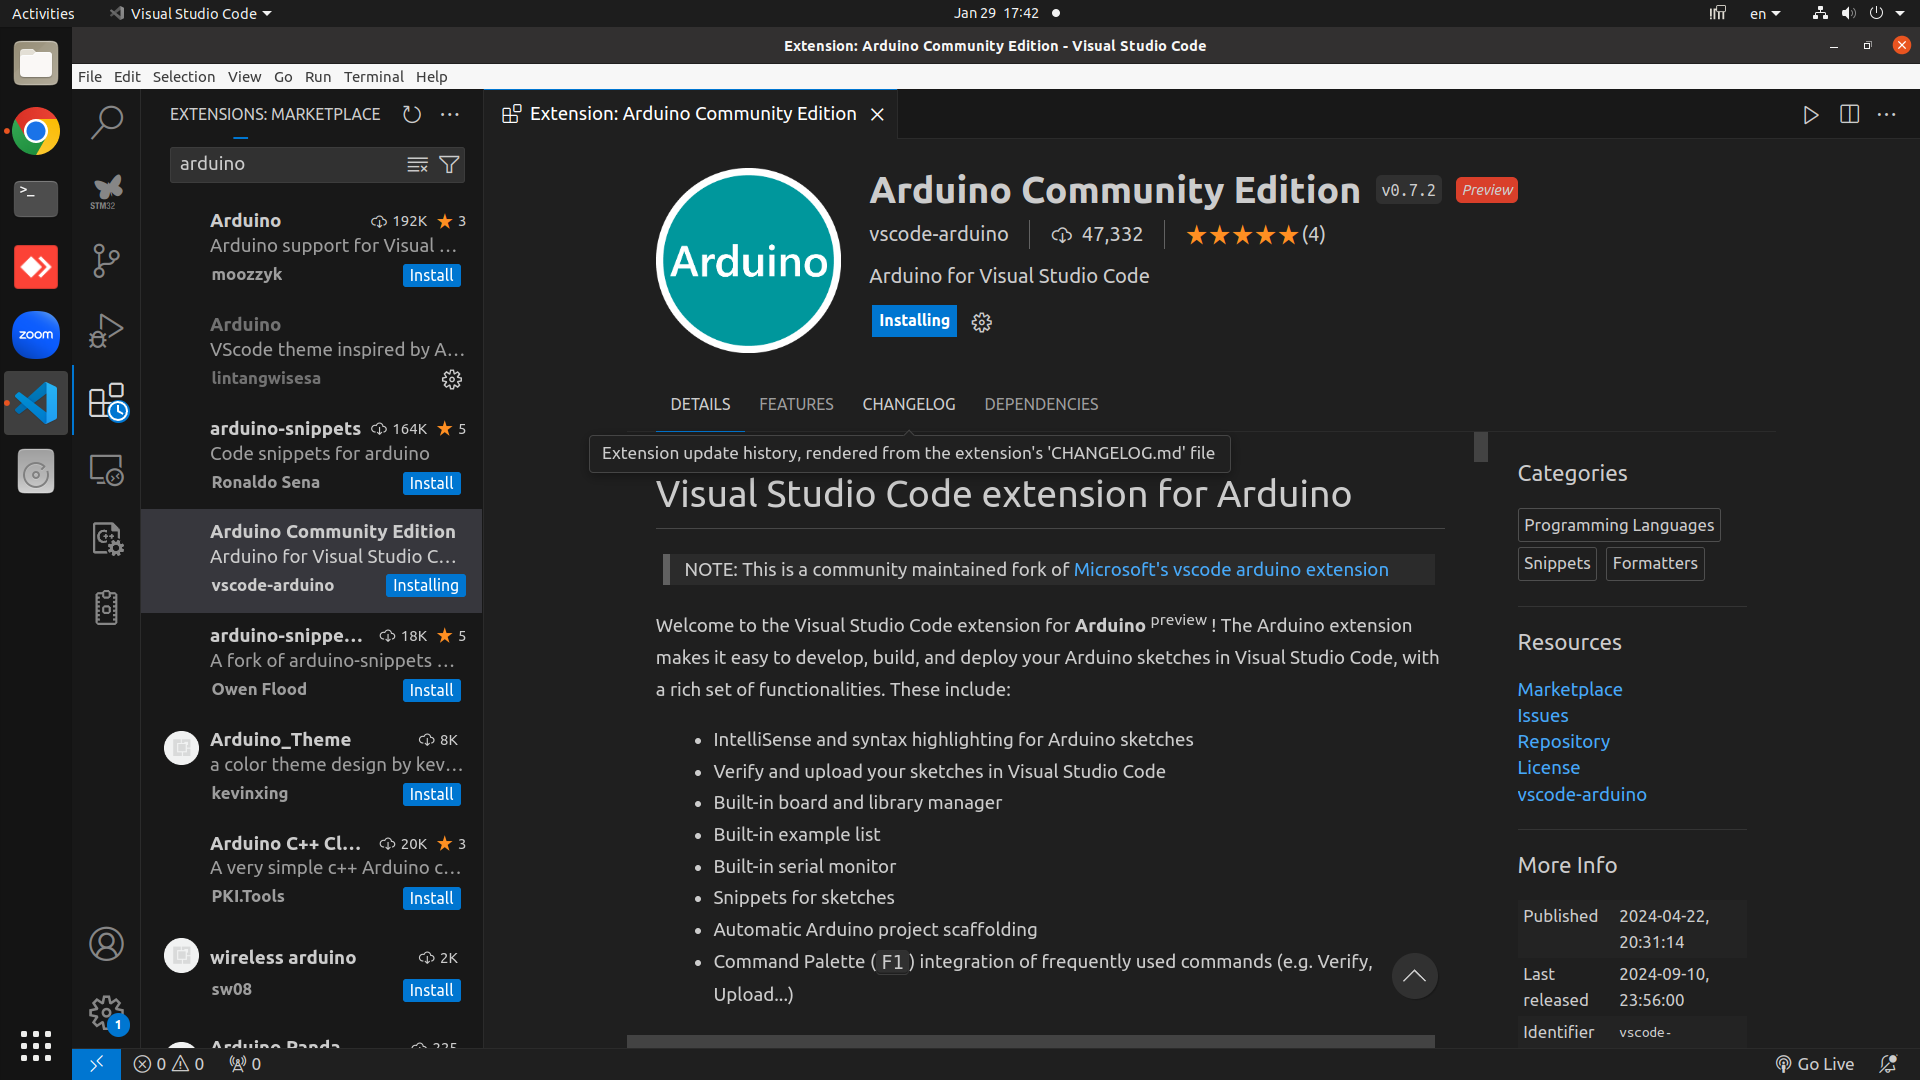 Activities
Visual Studio Code
Jan 29 17:42
en
Extension: Arduino Community Edition - Visual Studio Code
File Edit Selection View Go Run Terminal Help
EXTENSIONS: MARKETPLACE
Extension: Arduino Community Edition
arduino
Arduino 192K 3
Arduino support for Visual ...
moozzyk Install
Arduino
VScode theme inspired by A...
lintangwisesa
arduino-snippets 164K 5
Code snippets for arduino
Ronaldo Sena Install
Arduino Community Edition
Arduino for Visual Studio C...
vscode-arduino Installing
arduino-snippe... 18K 5
A fork of arduino-snippets ...
Owen Flood Install
Arduino_Theme 8K
a color theme design by kev...
kevinxing Install
Arduino C++ Cl... 20K 3
A very simple c++ Arduino c...
PKI.Tools Install
wireless arduino 2K
sw08 Install
Arduino Panda 225
STM32
zoom
1
Arduino
Arduino Community Edition v0.7.2 Preview
vscode-arduino 47,332 (4)
Arduino for Visual Studio Code
Installing
DETAILS FEATURES CHANGELOG DEPENDENCIES
Extension update history, rendered from the extension's 'CHANGELOG.md' file
Visual Studio Code extension for Arduino
NOTE: This is a community maintained fork of Microsoft's vscode arduino extension
Welcome to the Visual Studio Code extension for Arduino preview ! The Arduino extension
makes it easy to develop, build, and deploy your Arduino sketches in Visual Studio Code, with
a rich set of functionalities. These include:
• IntelliSense and syntax highlighting for Arduino sketches
• Verify and upload your sketches in Visual Studio Code
• Built-in board and library manager
• Built-in example list
• Built-in serial monitor
• Snippets for sketches
• Automatic Arduino project scaffolding
• Command Palette (F1) integration of frequently used commands (e.g. Verify,
Upload...)
Categories
Programming Languages
Snippets Formatters
Resources
Marketplace
Issues
Repository
License
vscode-arduino
More Info
Published 2024-04-22,
20:31:14
Last 2024-09-10,
released 23:56:00
Identifier vscode-
0 0 0
Go Live